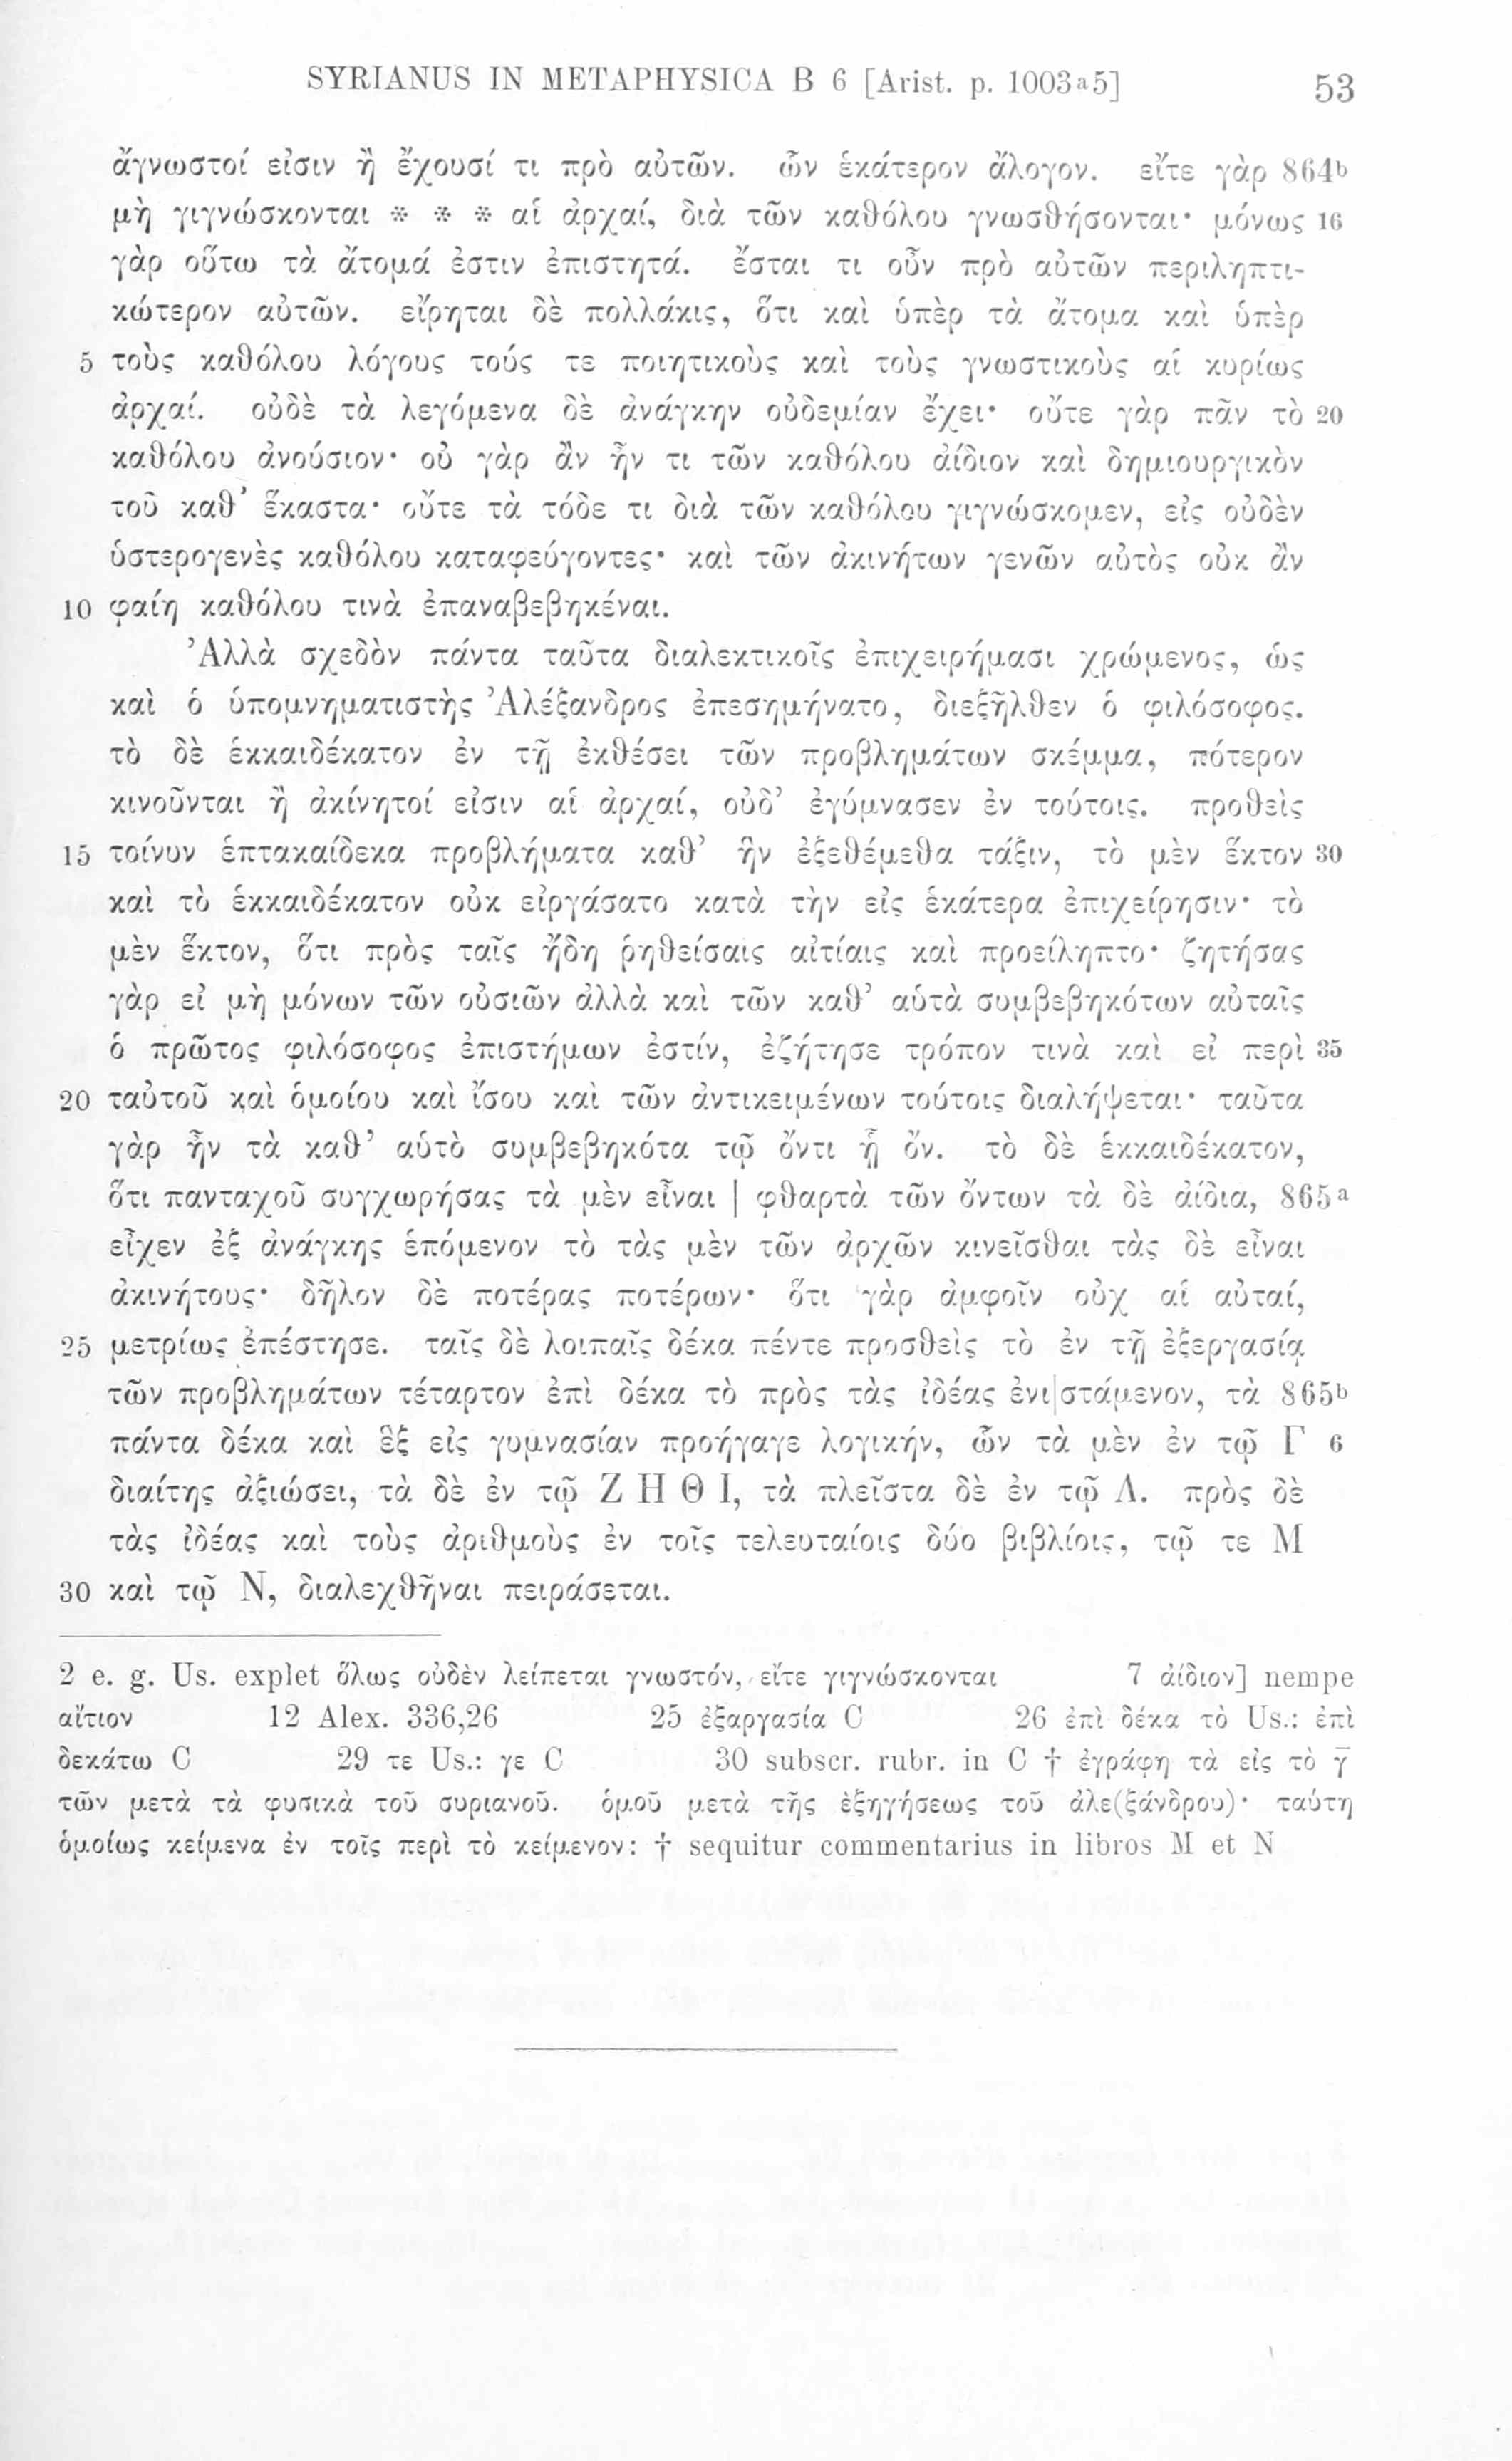 SYRIANUS IN METAPHYSICA B 6 [Arist. p. 1003a5] 53
ἄγνωστοί εἰσιν ἢ ἔχουσί τι πρὸ αὐτῶν. ὧν ἑκάτερον ἄλογον. εἴτε γὰρ 864b
μὴ γιγνώσκονται * * * αἱ ἀρχαί, διὰ τῶν καθόλου γνωσθήσονται· μόνως 16
γὰρ οὕτω τὰ ἄτομά ἐστιν ἐπιστητά. ἔσται τι οὖν πρὸ αὐτῶν περιληπτι-
κώτερον αὐτῶν. εἴρηται δὲ πολλάκις, ὅτι καὶ ὑπὲρ τὰ ἄτομα καὶ ὑπὲρ
5 τοὺς καθόλου λόγους τούς τε ποιητικοὺς καὶ τοὺς γνωστικοὺς αἱ κυρίως
ἀρχαί. οὐδὲ τὰ λεγόμενα δὲ ἀνάγκην οὐδεμίαν ἔχει· οὔτε γὰρ πᾶν τὸ 20
καθόλου ἀνούσιον· οὐ γὰρ ἂν ἦν τι τῶν καθόλου ἀίδιον καὶ δημιουργικὸν
τοῦ καθ’ ἕκαστα· οὔτε τὰ τόδε τι διὰ τῶν καθόλου γιγνώσκομεν, εἰς οὐδὲν
ὑστερογενὲς καθόλου καταφεύγοντες· καὶ τῶν ἀκινήτων γενῶν αὐτὸς οὐκ ἂν
10 φαίη καθόλου τινὰ ἐπαναβεβηκέναι.
Ἀλλὰ σχεδὸν πάντα ταῦτα διαλεκτικοῖς ἐπιχειρήμασι χρώμενος, ὡς
καὶ ὁ ὑπομνηματιστὴς Ἀλέξανδρος ἐπεσημήνατο, διεξῆλθεν ὁ φιλόσοφος.
τὸ δὲ ἑκκαιδέκατον ἐν τῇ ἐκθέσει τῶν προβλημάτων σκέμμα, πότερον
κινοῦνται ἢ ἀκίνητοί εἰσιν αἱ ἀρχαί, οὐδ’ ἐγύμνασεν ἐν τούτοις. προθεὶς
15 τοίνυν ἑπτακαίδεκα προβλήματα καθ’ ἣν ἐξεθέμεθα τάξιν, τὸ μὲν ἕκτον 30
καὶ τὸ ἑκκαιδέκατον οὐκ εἰργάσατο κατὰ τὴν εἰς ἑκάτερα ἐπιχείρησιν· τὸ
μὲν ἕκτον, ὅτι πρὸς ταῖς ἤδη ῥηθείσαις αἰτίαις καὶ προείληπτο· ζητήσας
γὰρ εἰ μὴ μόνων τῶν οὐσιῶν ἀλλὰ καὶ τῶν καθ’ αὑτὰ συμβεβηκότων αὐταῖς
ὁ πρῶτος φιλόσοφος ἐπιστήμων ἐστίν, ἐζήτησε τρόπον τινὰ καὶ εἰ περὶ 35
20 ταὐτοῦ καὶ ὁμοίου καὶ ἴσου καὶ τῶν ἀντικειμένων τούτοις διαλήψεται· ταῦτα
γὰρ ἦν τὰ καθ’ αὑτὸ συμβεβηκότα τῷ ὄντι ᾗ ὄν. τὸ δὲ ἑκκαιδέκατον,
ὅτι πανταχοῦ συγχωρήσας τὰ μὲν εἶναι | φθαρτὰ τῶν ὄντων τὰ δὲ ἀίδια, 865a
εἶχεν ἐξ ἀνάγκης ἑπόμενον τὸ τὰς μὲν τῶν ἀρχῶν κινεῖσθαι τὰς δὲ εἶναι
ἀκινήτους· δῆλον δὲ ποτέρας ποτέρων· ὅτι γὰρ ἀμφοῖν οὐχ αἱ αὐταί,
25 μετρίως ἐπέστησε. ταῖς δὲ λοιπαῖς δέκα πέντε προσθεὶς τὸ ἐν τῇ ἐξεργασίᾳ
τῶν προβλημάτων τέταρτον ἐπὶ δέκα τὸ πρὸς τὰς ἰδέας ἐνι|στάμενον, τὰ 865b
πάντα δέκα καὶ ἓξ εἰς γυμνασίαν προήγαγε λογικήν, ὧν τὰ μὲν ἐν τῷ Γ 6
διαίτης ἀξιώσει, τὰ δὲ ἐν τῷ Ζ Η Θ Ι, τὰ πλεῖστα δὲ ἐν τῷ Λ. πρὸς δὲ
τὰς ἰδέας καὶ τοὺς ἀριθμοὺς ἐν τοῖς τελευταίοις δύο βιβλίοις, τῷ τε Μ
30 καὶ τῷ Ν, διαλεχθῆναι πειράσεται.
2 e. g. Us. explet ὅλως οὐδὲν λείπεται γνωστόν, εἴτε γιγνώσκονται 7 ἀίδιον] nempe
αἴτιον 12 Alex. 336,26 25 ἐξαργασία C 26 ἐπὶ δέκα τὸ Us.: ἐπὶ
δεκάτω C 29 τε Us.: γε C 30 subscr. rubr. in C † ἐγράφη τὰ εἰς τὸ γ̅
τῶν μετὰ τὰ φυσικὰ τοῦ συριανοῦ. ὁμοῦ μετὰ τῆς ἐξηγήσεως τοῦ ἀλε(ξάνδρου)· ταύτη
ὁμοίως κείμενα ἐν τοῖς περὶ τὸ κείμενον: † sequitur commentarius in libros M et N